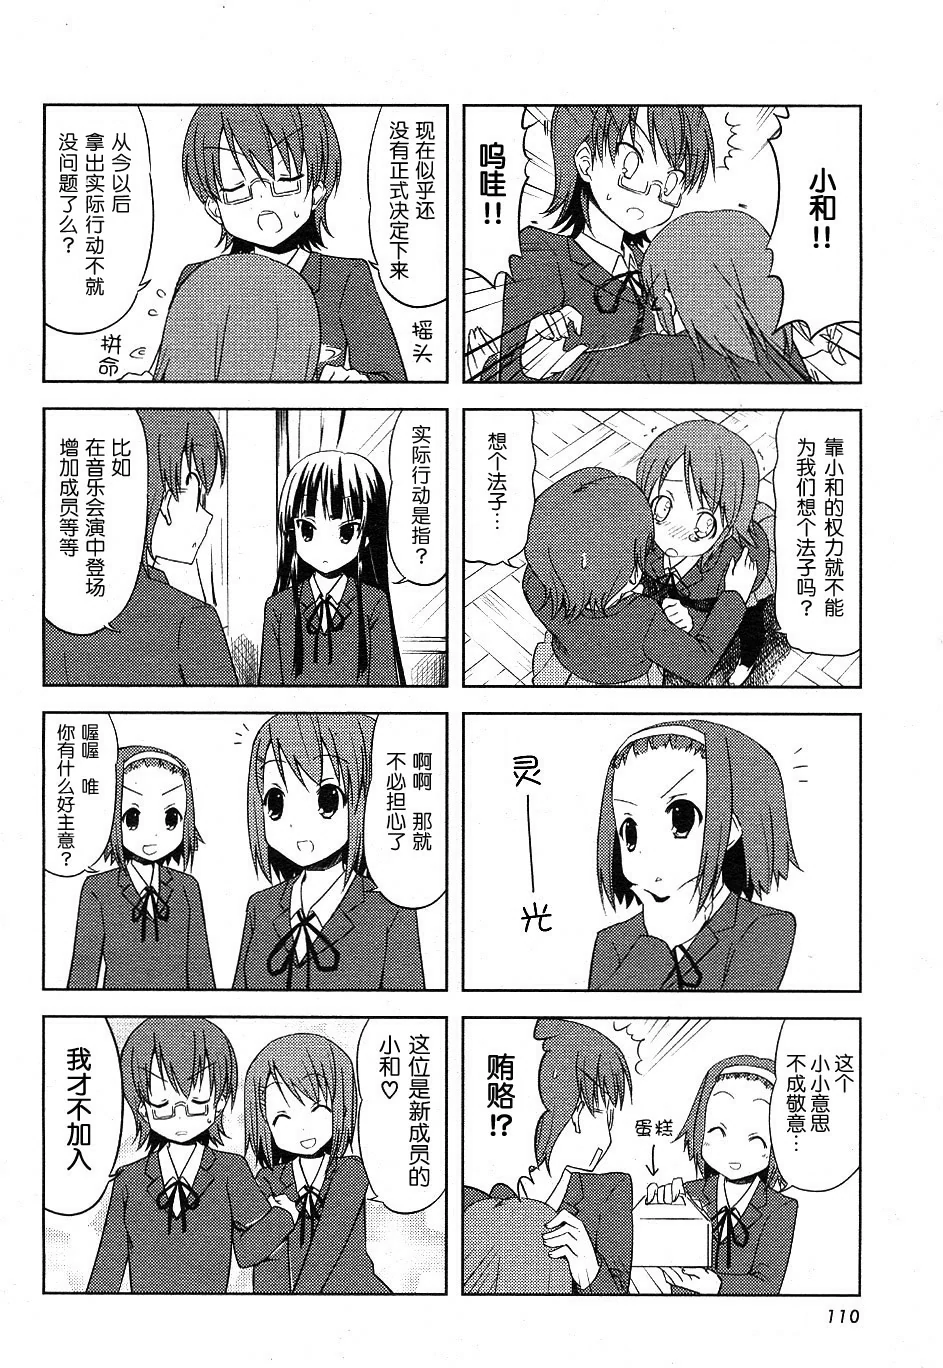 小和!!
呜哇!!
靠小和的权力就不能
为我们想个法子吗？
想个法子…
灵——光
这个
小小意思
不成敬意…
蛋糕
贿赂!?
现在似乎还
没有正式决定下来
摇头
从今以后
拿出实际行动不就
没问题了么？
拼命
实际行动是指？
比如
在音乐会演中登场
增加成员等等
啊啊 那就
不必担心了
喔喔 唯
你有什么好主意？
这位是新成员的
小和♡
我才不加入
110